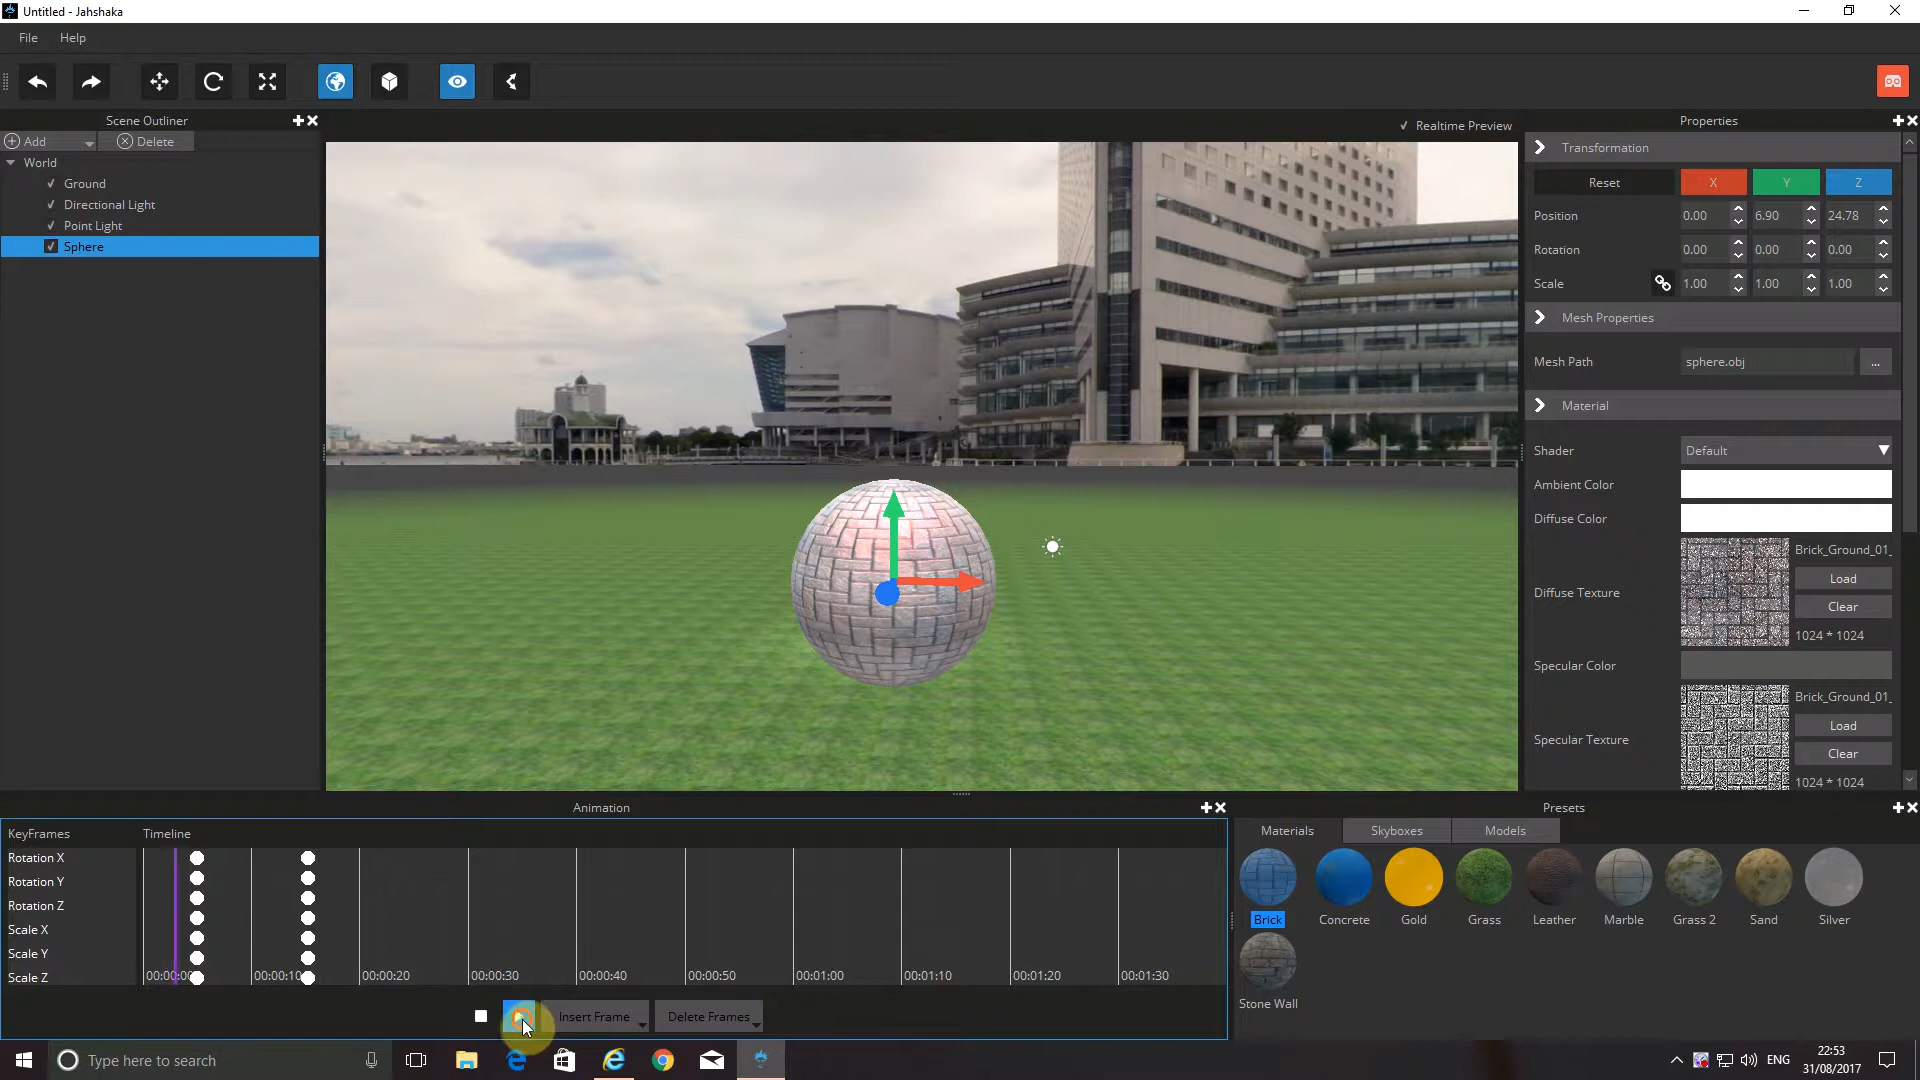 Untitled - Jahshaka
File Help
Scene Outliner
Add Delete
World
Ground
Directional Light
Point Light
Sphere
Realtime Preview
Properties
Transformation
Reset X Y Z
Position 0.00 6.90 24.78
Rotation 0.00 0.00 0.00
Scale 1.00 1.00 1.00
Mesh Properties
Mesh Path sphere.obj ...
Material
Shader Default
Ambient Color
Diffuse Color
Brick_Ground_01_
Load
Diffuse Texture
Clear
1024 * 1024
Specular Color
Brick_Ground_01_
Load
Specular Texture
Clear
1024 * 1024
Animation
KeyFrames Timeline
Rotation X
Rotation Y
Rotation Z
Scale X
Scale Y
Scale Z
00:00:00 00:00:10 00:00:20 00:00:30 00:00:40 00:00:50 00:01:00 00:01:10 00:01:20 00:01:30
Insert Frame Delete Frames
Presets
Materials Skyboxes Models
Brick Concrete Gold Grass Leather Marble Grass 2 Sand Silver
Stone Wall
Type here to search
ENG
22:53
31/08/2017